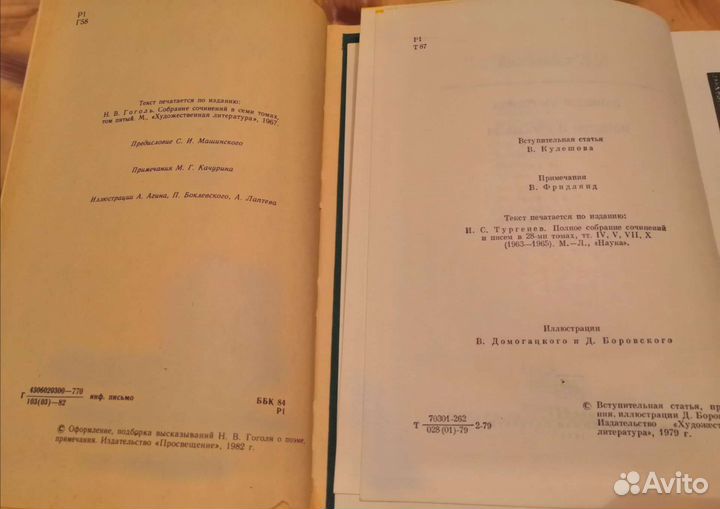 Р1
Г58
Текст печатается по изданию:
Н. В. Гоголь. Собрание сочинений в семи томах,
том пятый. М., «Художественная литература», 1967.
Предисловие С. И. Машинского
Примечания М. Г. Качурина
Иллюстрации А. Агина, П. Боклевского, А. Лаптева
Г 4306020300—770
103(03)—82 инф. письмо
ББК 84
Р1
© Оформление, подборка высказываний Н. В. Гоголя о поэме,
примечания. Издательство «Просвещение», 1982 г.
Р1
Т 87
Вступительная статья
В. Кулешова
Примечания
В. Фридлянд
Текст печатается по изданию:
И. С. Тургенев. Полное собрание сочинений
и писем в 28-ми томах, тт. IV, V, VII, X
(1963—1965). М.—Л., «Наука».
Иллюстрации
В. Домогацкого и Д. Боровского
Т 70301-262
028(01)-79 2-79
© Вступительная статья, пр
ния, иллюстрации Д. Боро
Издательство «Художес
литература», 1979 г.
Avito